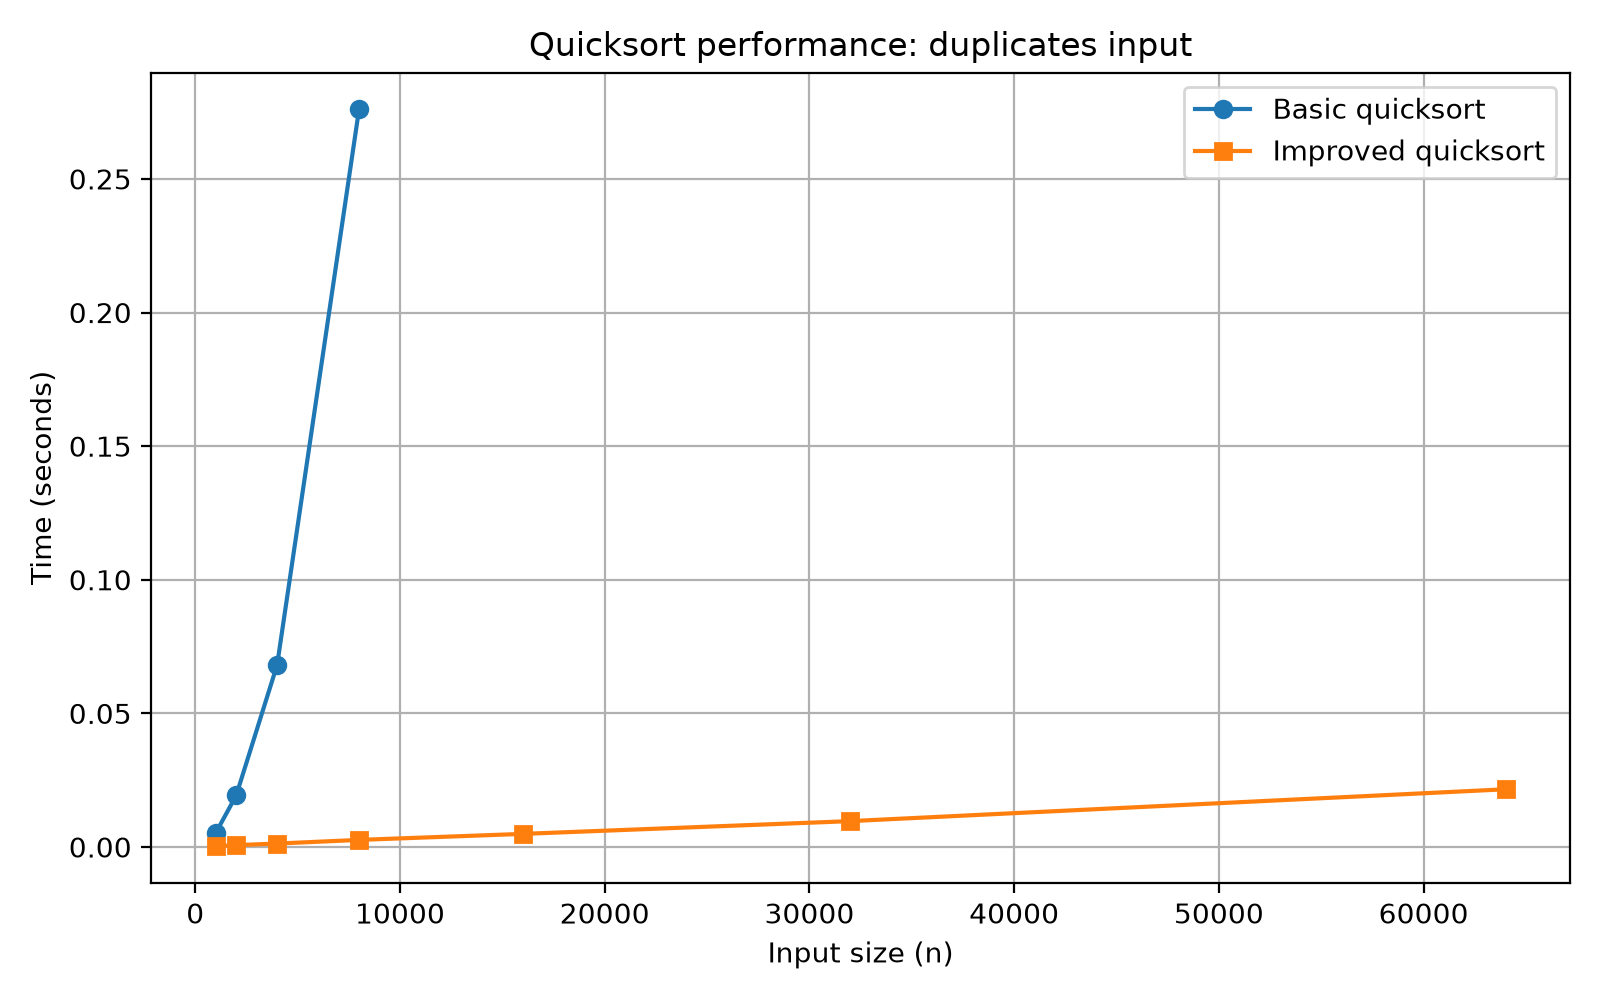 Quicksort performance: duplicates input
Basic quicksort
Improved quicksort
Time (seconds)
0.25
0.20
0.15
0.10
0.05
0.00
0 10000 20000 30000 40000 50000 60000
Input size (n)